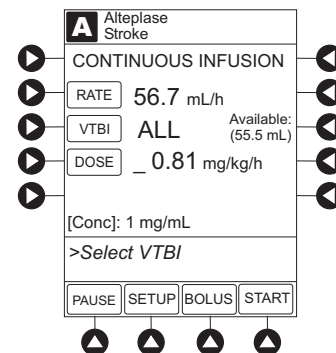 A Alteplase
Stroke
CONTINUOUS INFUSION
RATE 56.7 mL/h
VTBI ALL Available:
(55.5 mL)
DOSE _ 0.81 mg/kg/h
[Conc]: 1 mg/mL
>Select VTBI
PAUSE SETUP BOLUS START